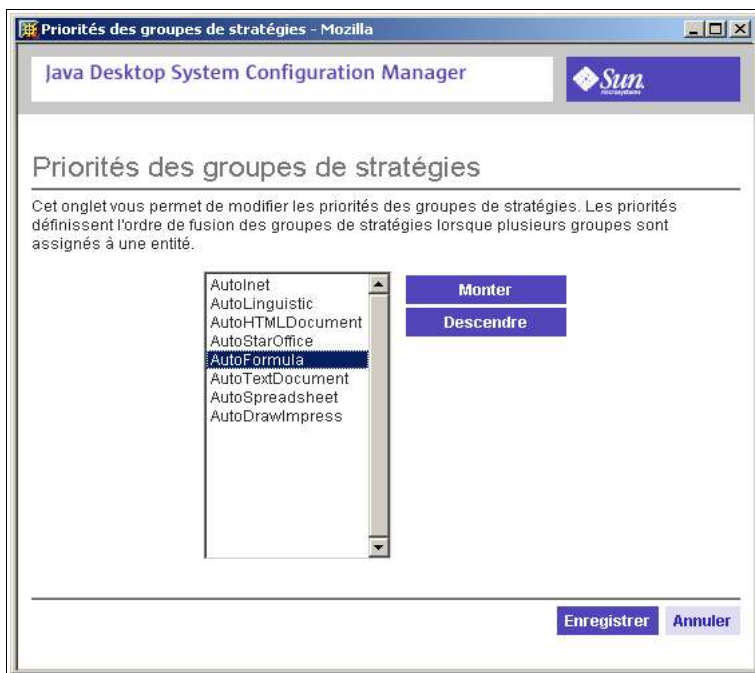 Priorités des groupes de stratégies - Mozilla
Java Desktop System Configuration Manager
Sun
microsystems
Priorités des groupes de stratégies
Cet onglet vous permet de modifier les priorités des groupes de stratégies. Les priorités
définissent l'ordre de fusion des groupes de stratégies lorsque plusieurs groupes sont
assignés à une entité.
AutoInet
AutoLinguistic
AutoHTMLDocument
AutoStarOffice
AutoFormula
AutoTextDocument
AutoSpreadsheet
AutoDrawImpress
Monter
Descendre
Enregistrer Annuler